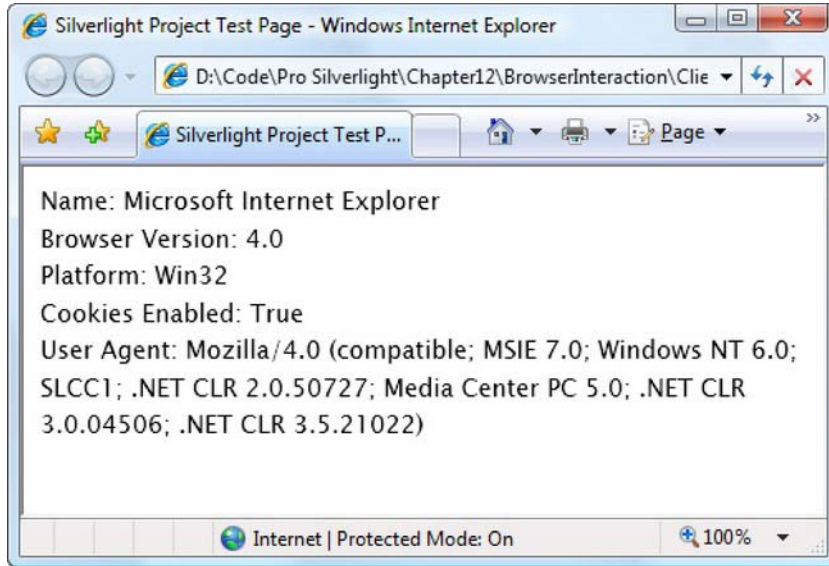 Silverlight Project Test Page - Windows Internet Explorer
D:\Code\Pro Silverlight\Chapter12\BrowserInteraction\Clie
Silverlight Project Test P...
Page
Name: Microsoft Internet Explorer
Browser Version: 4.0
Platform: Win32
Cookies Enabled: True
User Agent: Mozilla/4.0 (compatible; MSIE 7.0; Windows NT 6.0;
SLCC1; .NET CLR 2.0.50727; Media Center PC 5.0; .NET CLR
3.0.04506; .NET CLR 3.5.21022)
Internet | Protected Mode: On
100%